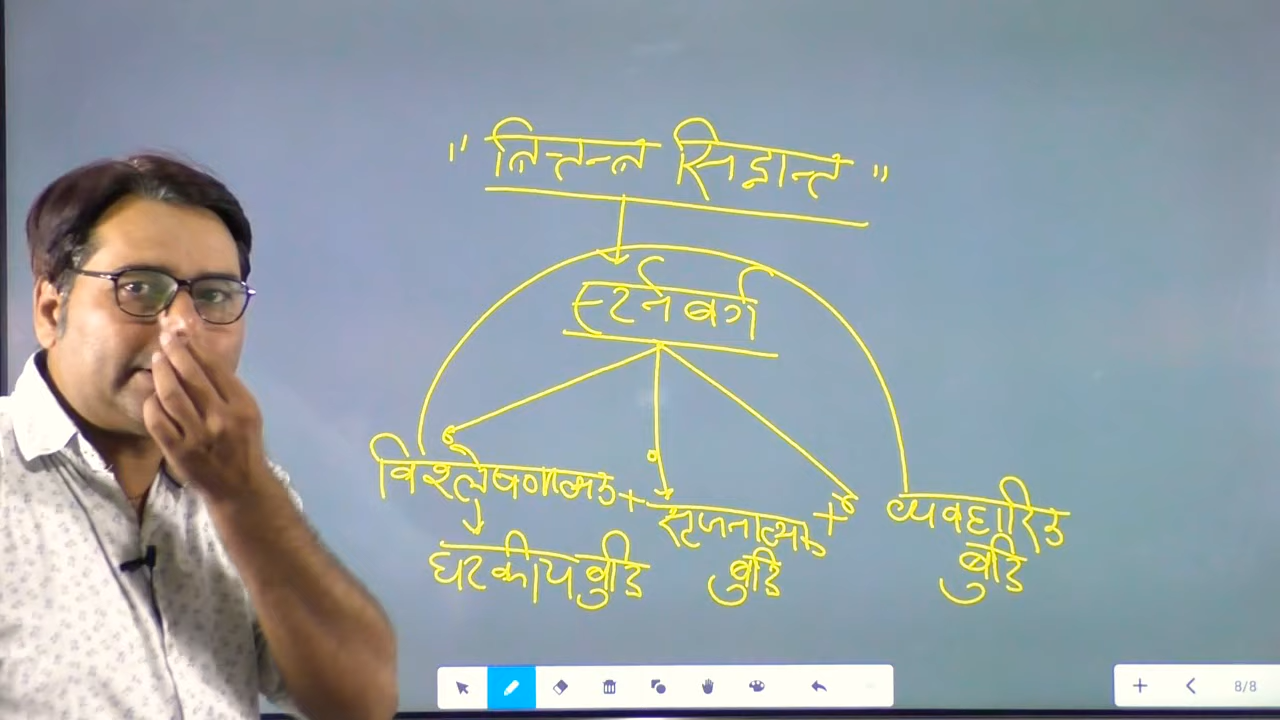 " त्रितन्त्र सिद्धान्त "
स्टर्नबर्ग
विश्लेषणात्मक + सृजनात्मक + व्यवहारिक
घटकीय बुद्धि बुद्धि बुद्धि
8/8